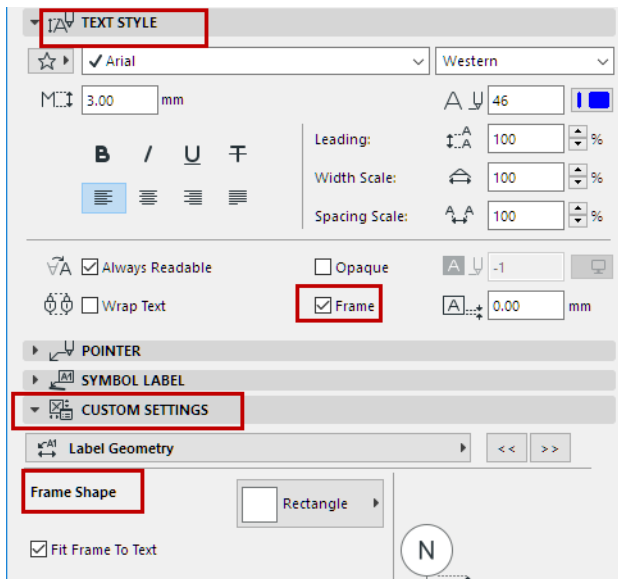 TEXT STYLE
Arial
Western
3.00 mm
46
B I U T
Leading: 100 %
Width Scale: 100 %
Spacing Scale: 100 %
Always Readable
Opaque
-1
Wrap Text
Frame
0.00 mm
POINTER
SYMBOL LABEL
CUSTOM SETTINGS
Label Geometry
<< >>
Frame Shape
Rectangle
Fit Frame To Text
N